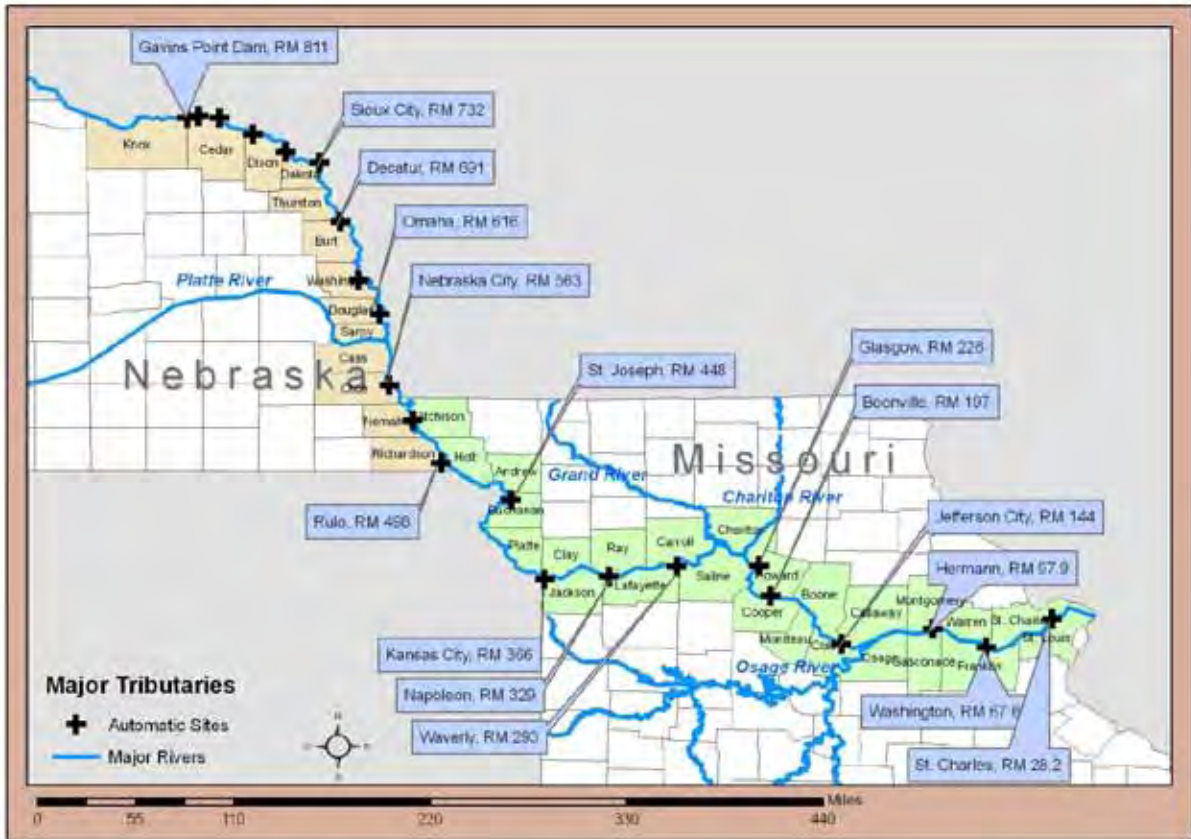 Gavins Point Dam, RM 811
Sioux City, RM 732
Decatur, RM 691
Omaha, RM 616
Nebraska City, RM 563
Knox
Cedar
Dixon
Dakota
Thurston
Burt
Washin
Douglas
Sarpy
Cass
Platte River
Nebraska
St. Joseph, RM 448
Glasgow, RM 226
Boonville, RM 197
Nemaha
Richardson
Holt
Andrew
Buchanan
Rulo, RM 498
Grand River
Missouri
Chariton River
Jefferson City, RM 144
Hermann, RM 97.9
Platte
Clay
Ray
Carroll
Chariton
Jackson
Lafayette
Saline
Howard
Cooper
Boone
Moniteau
Callaway
Montgomery
Warren
St. Charles
St. Louis
Osage
Gasconade
Franklin
Osage River
Kansas City, RM 366
Napoleon, RM 329
Waverly, RM 293
Washington, RM 67.6
St. Charles, RM 28.2
Major Tributaries
Automatic Sites
Major Rivers
N
Miles
0 55 110 220 330 440